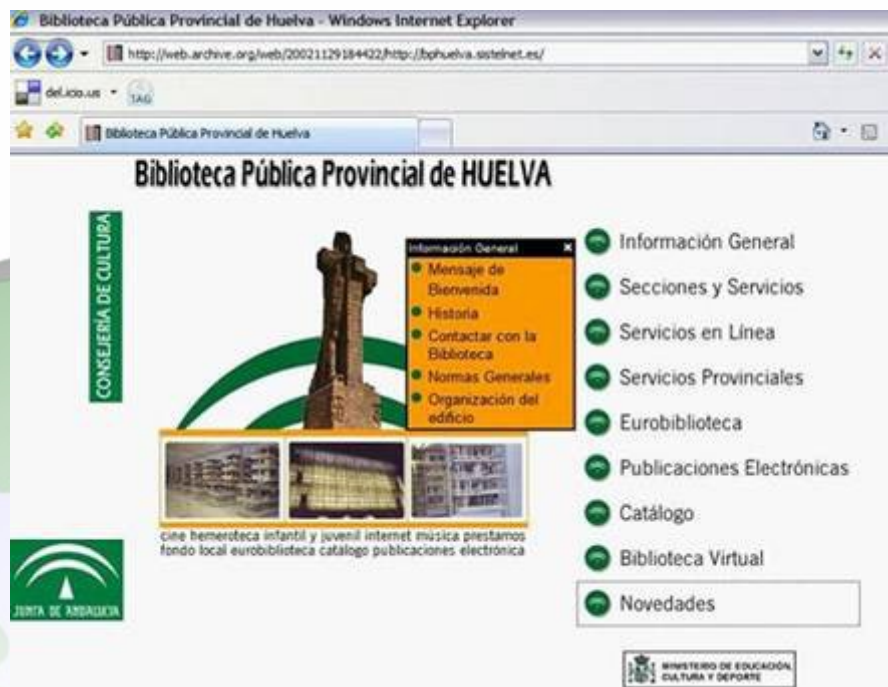 Biblioteca Pública Provincial de Huelva - Windows Internet Explorer
http://web.archive.org/web/20021129184422/http://bphuelva.sistelnet.es/
del.icio.us
TAG
Biblioteca Pública Provincial de Huelva
Biblioteca Pública Provincial de HUELVA
CONSEJERÍA DE CULTURA
Información General
Mensaje de
Bienvenida
Historia
Contactar con la
Biblioteca
Normas Generales
Organización del
edificio
Información General
Secciones y Servicios
Servicios en Línea
Servicios Provinciales
Eurobiblioteca
Publicaciones Electrónicas
Catálogo
Biblioteca Virtual
Novedades
cine hemeroteca infantil y juvenil internet música prestamos
fondo local eurobiblioteca catálogo publicaciones electrónica
JUNTA DE ANDALUCIA
MINISTERIO DE EDUCACIÓN,
CULTURA Y DEPORTE